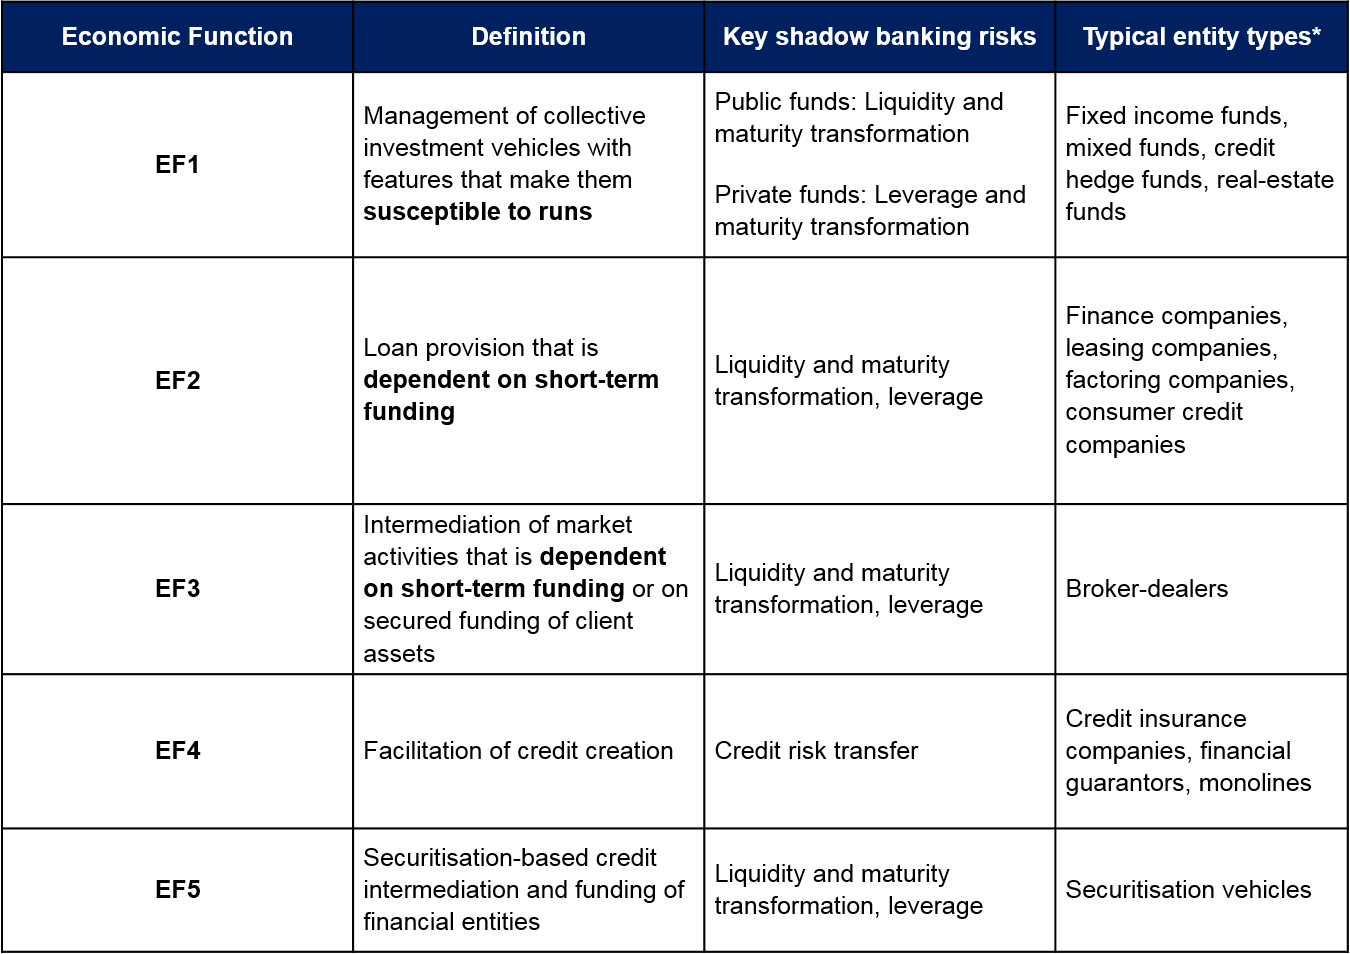 Economic Function
Definition
Key shadow banking risks
Typical entity types*
EF1
Management of collective
investment vehicles with
features that make them
susceptible to runs
Public funds: Liquidity and
maturity transformation
Private funds: Leverage and
maturity transformation
Fixed income funds,
mixed funds, credit
hedge funds, real-estate
funds
EF2
Loan provision that is
dependent on short-term
funding
Liquidity and maturity
transformation, leverage
Finance companies,
leasing companies,
factoring companies,
consumer credit
companies
EF3
Intermediation of market
activities that is dependent
on short-term funding or on
secured funding of client
assets
Liquidity and maturity
transformation, leverage
Broker-dealers
EF4
Facilitation of credit creation
Credit risk transfer
Credit insurance
companies, financial
guarantors, monolines
EF5
Securitisation-based credit
intermediation and funding of
financial entities
Liquidity and maturity
transformation, leverage
Securitisation vehicles